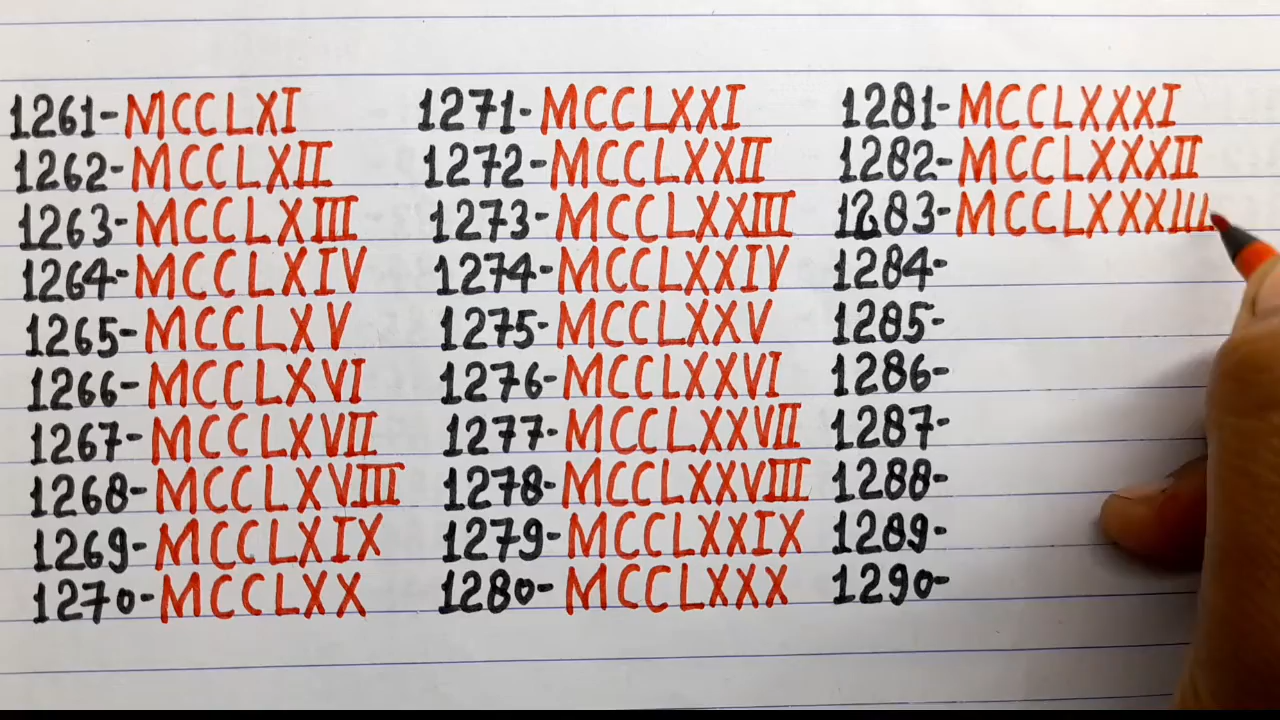 1261-MCCLXI
1262-MCCLXII
1263-MCCLXIII
1264-MCCLXIV
1265-MCCLXV
1266-MCCLXVI
1267-MCCLXVII
1268-MCCLXVIII
1269-MCCLXIX
1270-MCCLXX
1271-MCCLXXI
1272-MCCLXXII
1273-MCCLXXIII
1274-MCCLXXIV
1275-MCCLXXV
1276-MCCLXXVI
1277-MCCLXXVII
1278-MCCLXXVIII
1279-MCCLXXIX
1280-MCCLXXX
1281-MCCLXXXI
1282-MCCLXXXII
1283-MCCLXXXIII
1284-
1285-
1286-
1287-
1288-
1289-
1290-